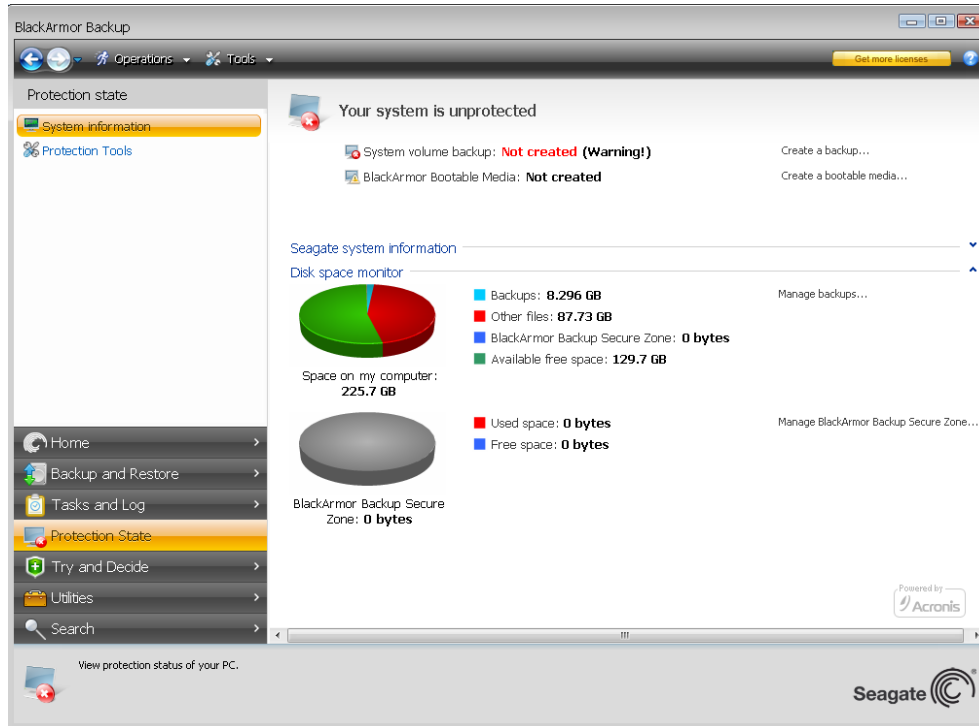 BlackArmor Backup
Operations
Tools
Get more licenses
?
Protection state
System information
Protection Tools
Your system is unprotected
System volume backup: Not created (Warning!)
Create a backup...
BlackArmor Bootable Media: Not created
Create a bootable media...
Seagate system information
Disk space monitor
Backups: 8.296 GB
Manage backups...
Other files: 87.73 GB
BlackArmor Backup Secure Zone: 0 bytes
Available free space: 129.7 GB
Space on my computer:
225.7 GB
Used space: 0 bytes
Manage BlackArmor Backup Secure Zone...
Free space: 0 bytes
BlackArmor Backup Secure
Zone: 0 bytes
Home
Backup and Restore
Tasks and Log
Protection State
Try and Decide
Utilities
Search
Powered by
Acronis
View protection status of your PC.
Seagate